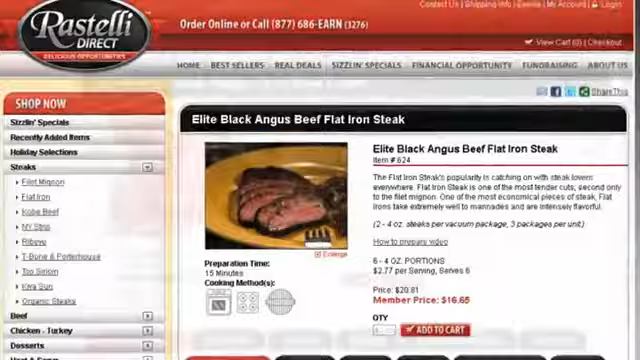 Contact Us | Shipping Info | Events | My Account | Login
Rastelli
DIRECT
DELICIOUS OPPORTUNITIES
Order Online or Call (877) 686-EARN (3276)
View Cart (0) | Checkout
HOME BEST SELLERS REAL DEALS SIZZLIN' SPECIALS FINANCIAL OPPORTUNITY FUNDRAISING ABOUT US
ShareThis
SHOP NOW
Sizzlin' Specials
Recently Added Items
Holiday Selections
Steaks
Filet Mignon
Flat Iron
Kobe Beef
NY Strip
Ribeye
T-Bone & Porterhouse
Top Sirloin
Organic Steaks
Beef
Chicken - Turkey
Desserts
Elite Black Angus Beef Flat Iron Steak
Elite Black Angus Beef Flat Iron Steak
Item # 624
The Flat Iron Steak's popularity is catching on with steak lovers
everywhere. Flat Iron Steak is one of the most tender cuts, second only
to the filet mignon. One of the most economical pieces of steak, Flat
Irons take extremely well to marinades and are intensely flavorful.
(2 - 4 oz. steaks per vacuum package, 3 packages per unit)
How to prepare video
Enlarge
Preparation Time:
15 Minutes
Cooking Method(s):
6 - 4 OZ. PORTIONS
$2.77 per Serving, Serves 6
Price: $20.81
Member Price: $16.65
QTY
ADD TO CART